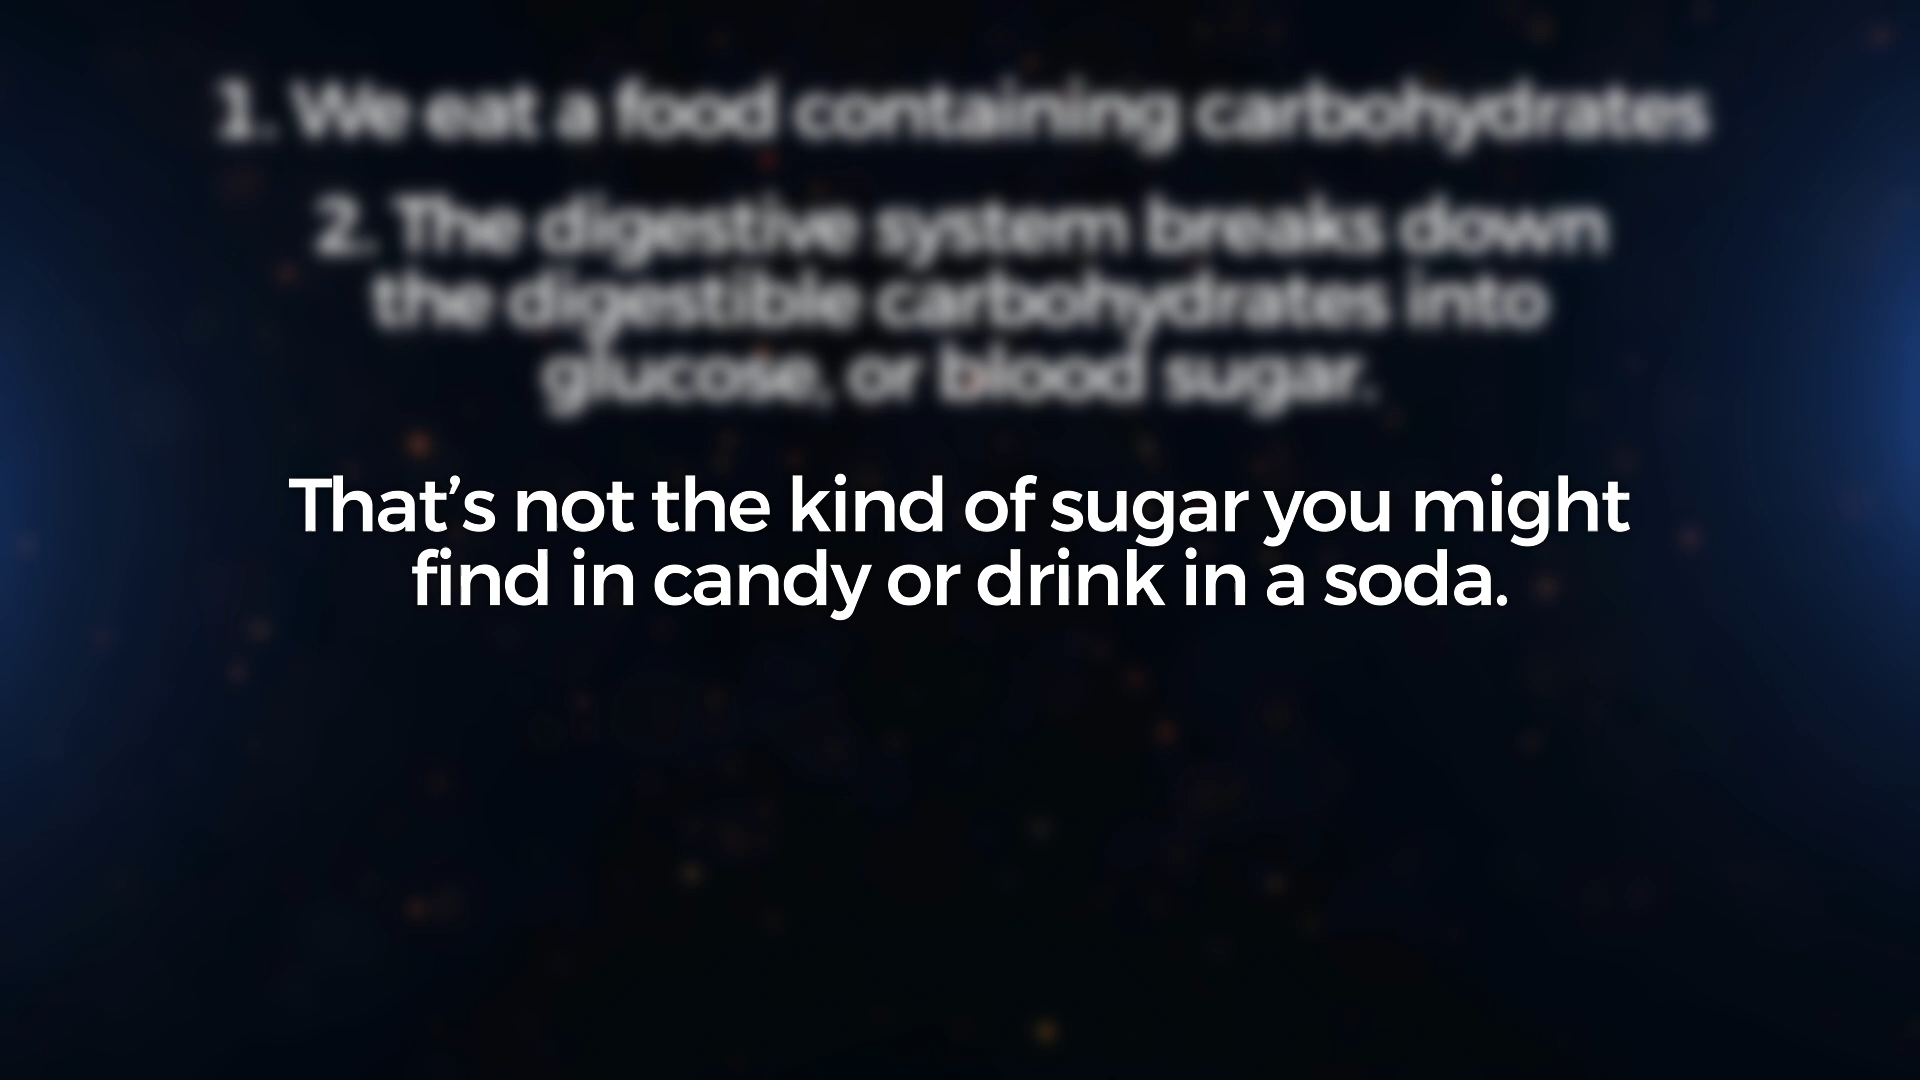 1. We eat a food containing carbohydrates
2. The digestive system breaks down
the digestible carbohydrates into
glucose, or blood sugar.
That’s not the kind of sugar you might
find in candy or drink in a soda.